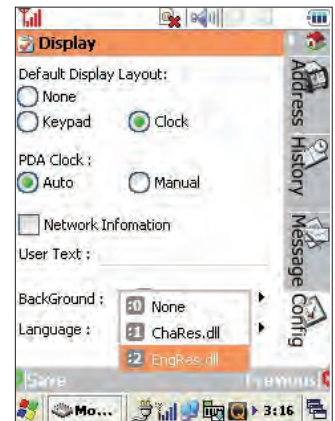 Display
Default Display Layout:
None
Keypad Clock
PDA Clock :
Auto Manual
Network Infomation
User Text :
BackGround :
Language :
:0 None
:1 ChaRes.dll
:2 EngRes.dll
Save
Address
History
Message
Config
Mo...
3:16